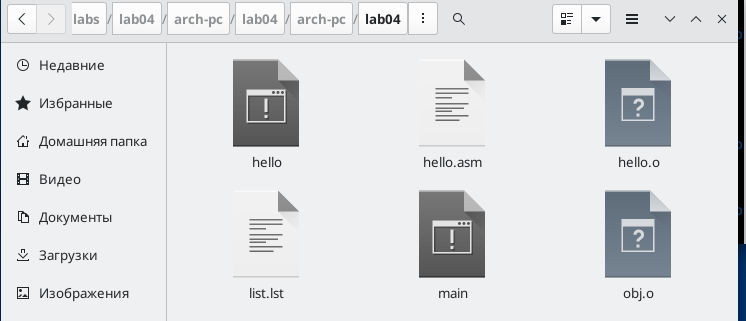 labs / lab04 / arch-pc / lab04 / arch-pc / lab04
Недавние
Избранные
Домашняя папка
Видео
Документы
Загрузки
Изображения
hello hello.asm hello.o
list.lst main obj.o